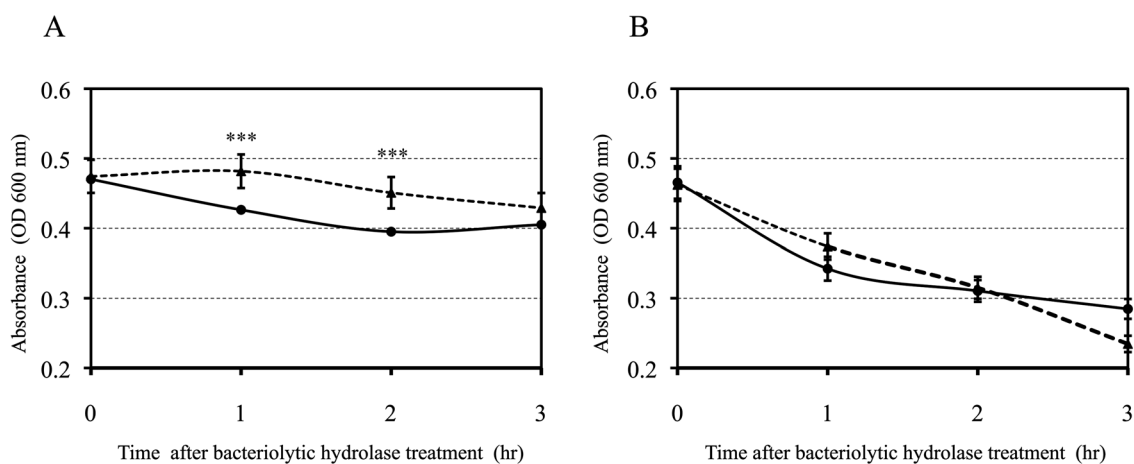 A
B
Absorbance (OD 600 nm)
0.6
0.5
0.4
0.3
0.2
***
***
0 1 2 3
Time after bacteriolytic hydrolase treatment (hr)
Absorbance (OD 600 nm)
0.6
0.5
0.4
0.3
0.2
0 1 2 3
Time after bacteriolytic hydrolase treatment (hr)